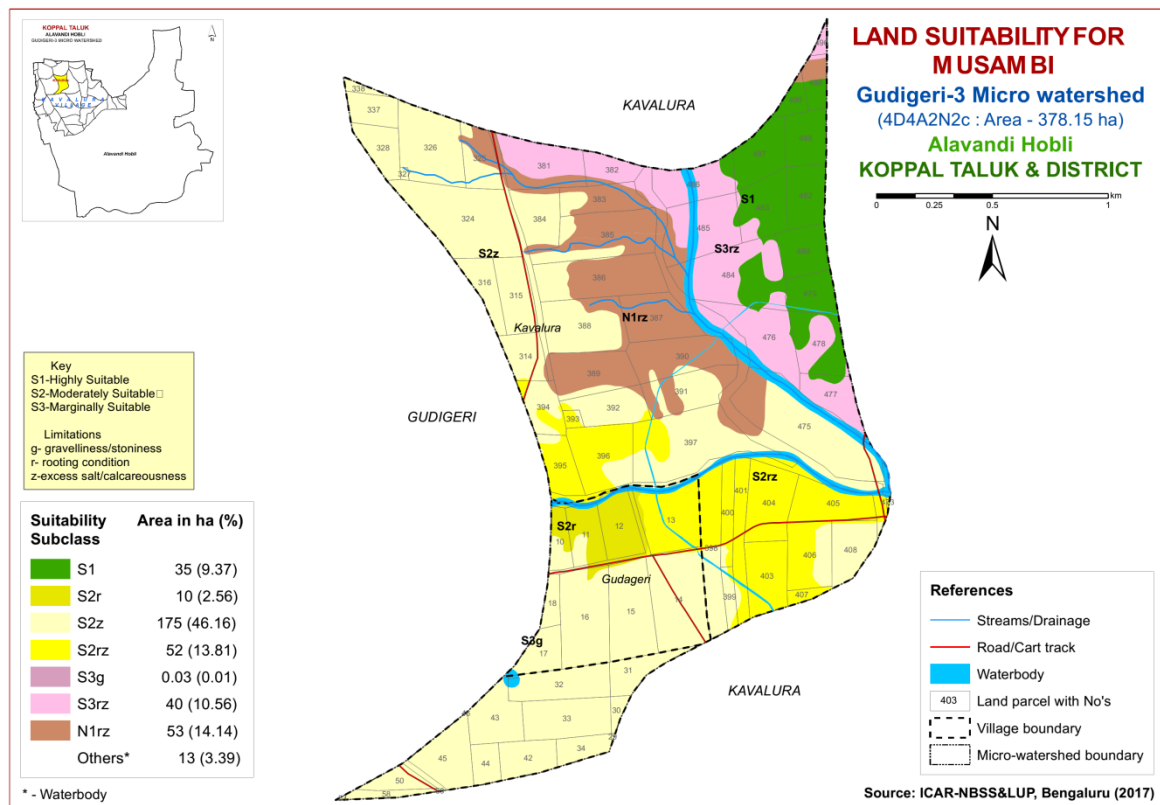 KOPPAL TALUK
ALAVANDI HOBLI
GUDIGERI-3 MICRO WATERSHED
N
KAVALURA
VILLAGE
Alavandi Hobli
LAND SUITABILITY FOR
MUSAMBI
Gudigeri-3 Micro watershed
(4D4A2N2c : Area - 378.15 ha)
Alavandi Hobli
KOPPAL TALUK & DISTRICT
km
0 0.25 0.5 1
N
KAVALURA
338
337
328
326
327
381
382
383
324
384
385
485
S1
S3rz
484
S2z
316
315
386
Kavalura
388
N1rz
387
476
478
314
390
389
391
477
394
393
392
475
397
GUDIGERI
395
396
S2rz
401
404
405
S2r
10
11
12
13
400
398
406
408
403
407
399
Gudageri
18
16
15
14
S3g
17
31
32
KAVALURA
43
33
30
34
45
44
42
50
Key
S1-Highly Suitable
S2-Moderately Suitable□
S3-Marginally Suitable
Limitations
g- gravelliness/stoniness
r- rooting condition
z-excess salt/calcareousness
Suitability Subclass Area in ha (%)
S1 35 (9.37)
S2r 10 (2.56)
S2z 175 (46.16)
S2rz 52 (13.81)
S3g 0.03 (0.01)
S3rz 40 (10.56)
N1rz 53 (14.14)
Others* 13 (3.39)
* - Waterbody
References
Streams/Drainage
Road/Cart track
Waterbody
403 Land parcel with No's
Village boundary
Micro-watershed boundary
Source: ICAR-NBSS&LUP, Bengaluru (2017)